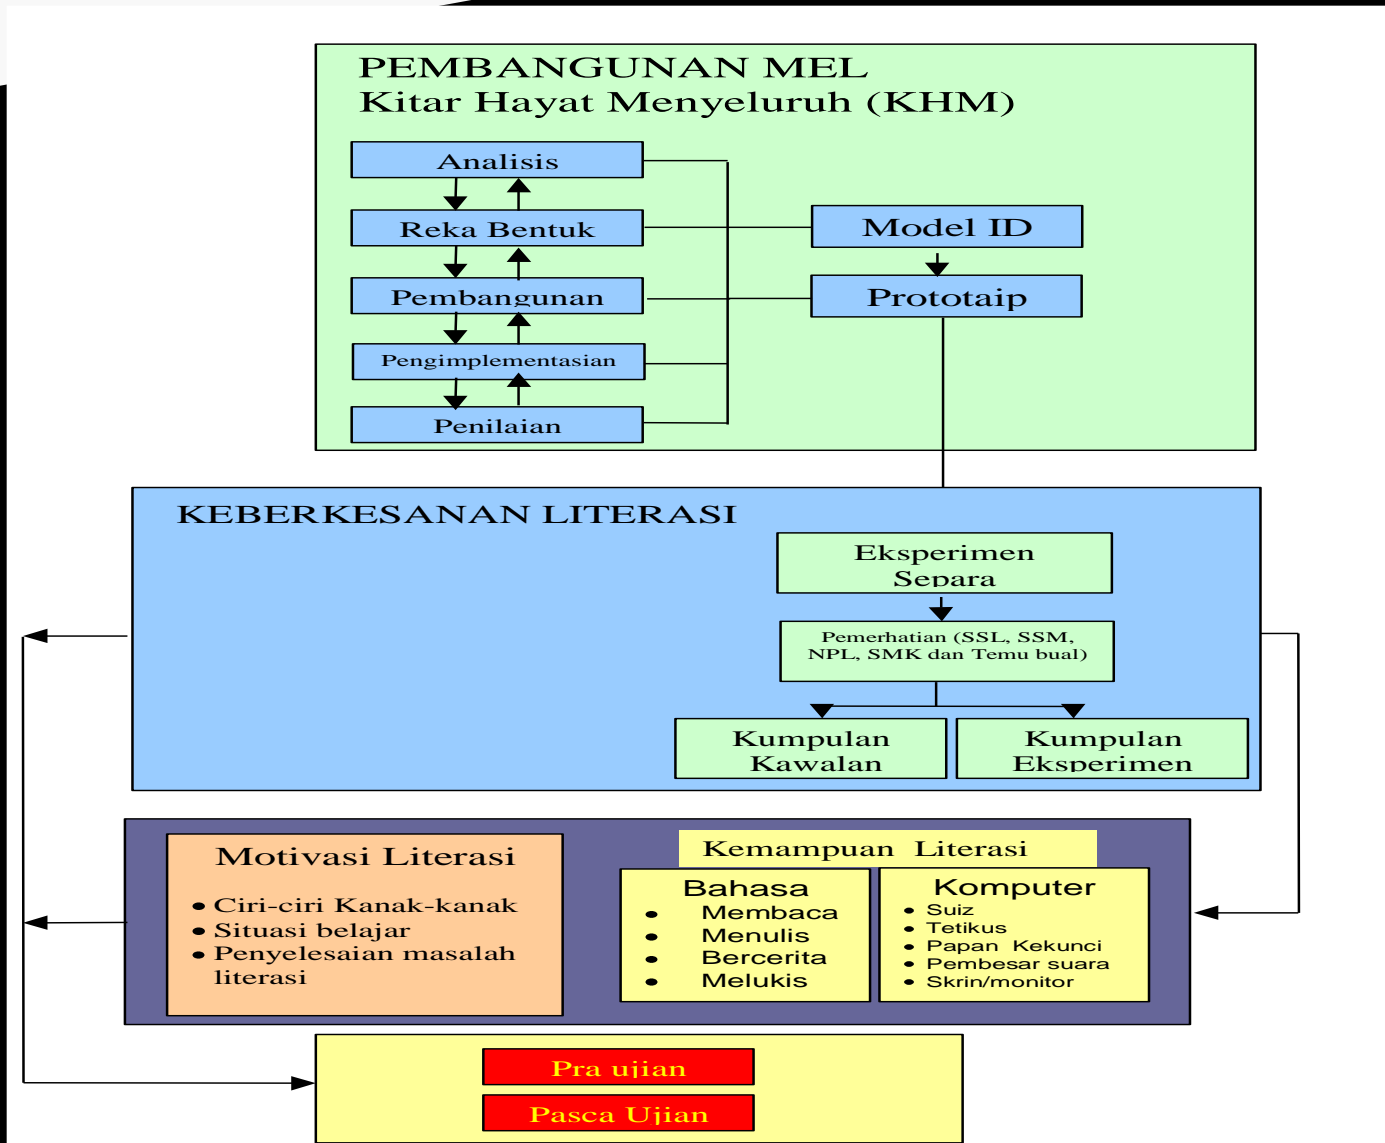 PEMBANGUNAN MEL
Kitar Hayat Menyeluruh (KHM)
Analisis
Reka Bentuk
Pembangunan
Pengimplementasian
Penilaian
Model ID
Prototaip
KEBERKESANAN LITERASI
Eksperimen
Separa
Pemerhatian (SSL, SSM,
NPL, SMK dan Temu bual)
Kumpulan
Kawalan
Kumpulan
Eksperimen
Motivasi Literasi
• Ciri-ciri Kanak-kanak
• Situasi belajar
• Penyelesaian masalah
literasi
Kemampuan Literasi
Bahasa
• Membaca
• Menulis
• Bercerita
• Melukis
Komputer
• Suiz
• Tetikus
• Papan Kekunci
• Pembesar suara
• Skrin/monitor
Pra ujian
Pasca Ujian